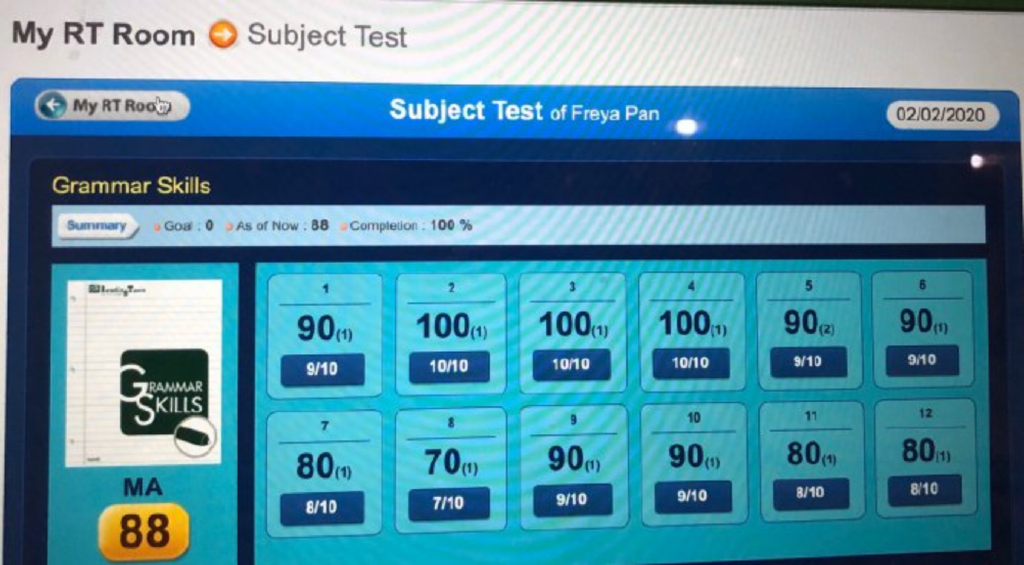 My RT Room Subject Test
My RT Room
Subject Test of Freya Pan
02/02/2020
Grammar Skills
Summary Goal : 0 As of Now : 88 Completion : 100 %
1 2 3 4 5 6
90(1) 100(1) 100(1) 100(1) 90(2) 90(1)
9/10 10/10 10/10 10/10 9/10 9/10
GRAMMAR
SKILLS
7 8 9 10 11 12
80(1) 70(1) 90(1) 90(1) 80(1) 80(1)
8/10 7/10 9/10 9/10 8/10 8/10
MA
88